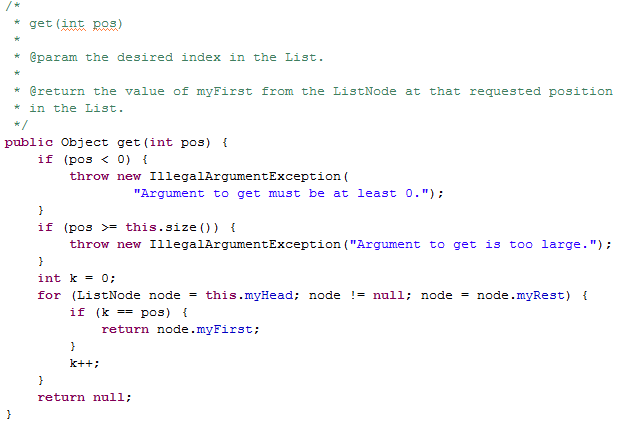 /*
 * get(int pos)
 *
 * @param the desired index in the List.
 *
 * @return the value of myFirst from the ListNode at that requested position
 * in the List.
 */
public Object get(int pos) {
    if (pos < 0) {
        throw new IllegalArgumentException(
                "Argument to get must be at least 0.");
    }
    if (pos >= this.size()) {
        throw new IllegalArgumentException("Argument to get is too large.");
    }
    int k = 0;
    for (ListNode node = this.myHead; node != null; node = node.myRest) {
        if (k == pos) {
            return node.myFirst;
        }
        k++;
    }
    return null;
}